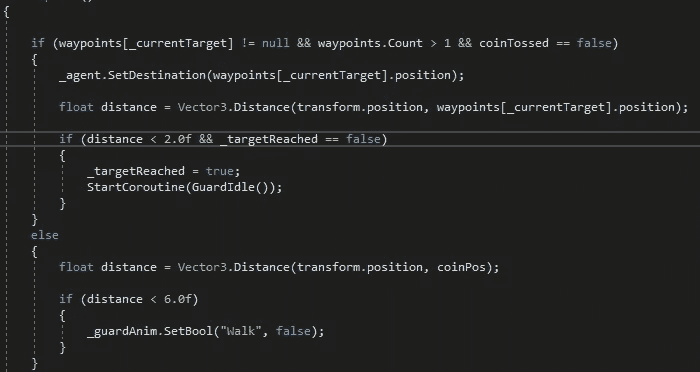 {
if (waypoints[_currentTarget] != null && waypoints.Count > 1 && coinTossed == false)
{
_agent.SetDestination(waypoints[_currentTarget].position);
float distance = Vector3.Distance(transform.position, waypoints[_currentTarget].position);
if (distance < 2.0f && _targetReached == false)
{
_targetReached = true;
StartCoroutine(GuardIdle());
}
}
else
{
float distance = Vector3.Distance(transform.position, coinPos);
if (distance < 6.0f)
{
_guardAnim.SetBool("Walk", false);
}
}